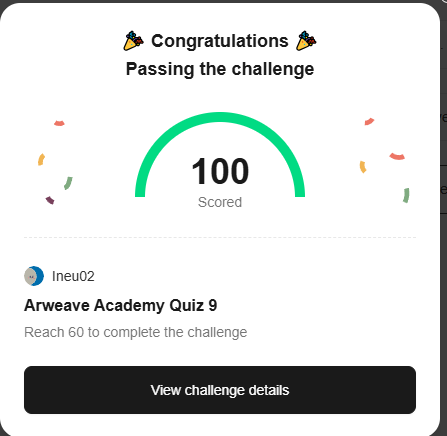 🎉 Congratulations 🎉
Passing the challenge
100
Scored
Ineu02
Arweave Academy Quiz 9
Reach 60 to complete the challenge
View challenge details